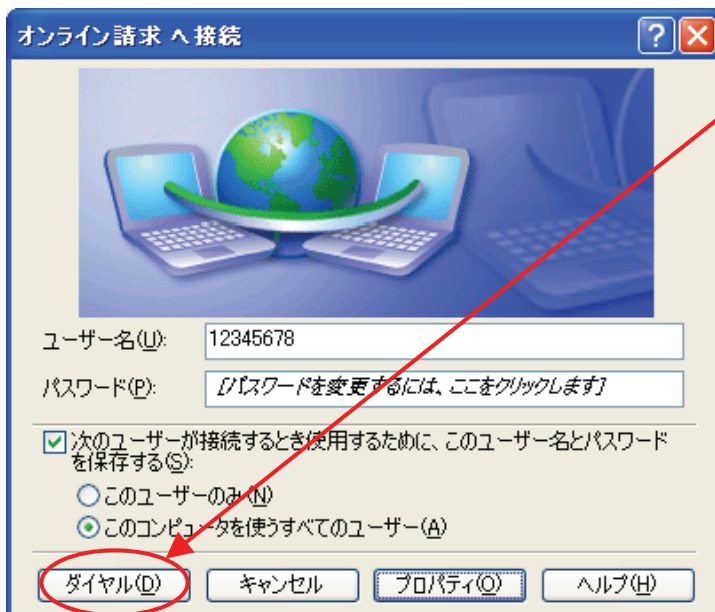 オンライン請求 へ接続
ユーザー名(U): 12345678
パスワード(P): [パスワードを変更するには、ここをクリックします]
次のユーザーが接続するとき使用するために、このユーザー名とパスワード
を保存する(S):
このユーザーのみ(N)
このコンピュータを使うすべてのユーザー(A)
ダイヤル(D) キャンセル プロパティ(O) ヘルプ(H)